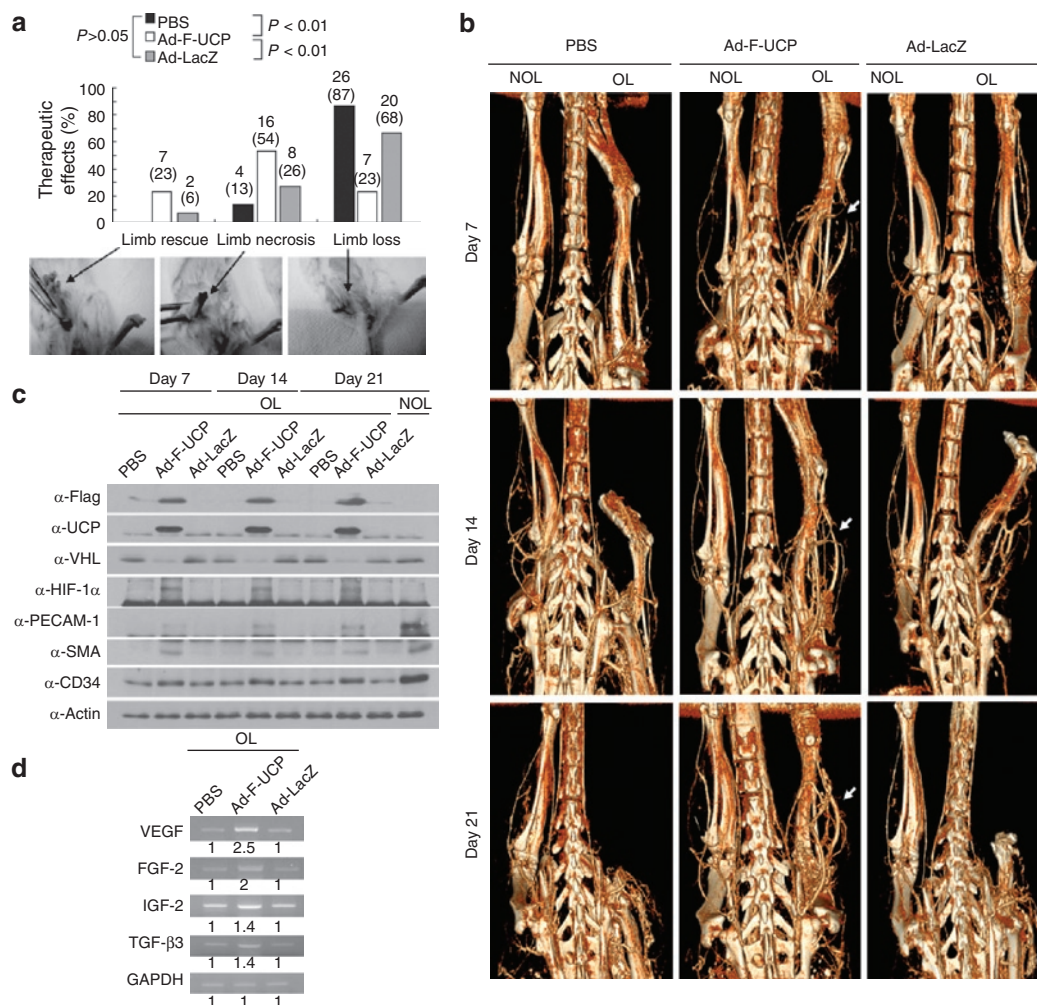 a
PBS
P>0.05
Ad-F-UCP
Ad-LacZ
P < 0.01
P < 0.01
Therapeutic
effects (%)
100
80
60
40
20
0
7
(23)
2
(6)
4
(13)
16
(54)
8
(26)
26
(87)
7
(23)
20
(68)
Limb rescue
Limb necrosis
Limb loss
b
PBS
Ad-F-UCP
Ad-LacZ
NOL
OL
NOL
OL
NOL
OL
Day 7
Day 14
Day 21
c
Day 7
Day 14
Day 21
OL
NOL
PBS
Ad-F-UCP
Ad-LacZ
PBS
Ad-F-UCP
Ad-LacZ
PBS
Ad-F-UCP
Ad-LacZ
α-Flag
α-UCP
α-VHL
α-HIF-1α
α-PECAM-1
α-SMA
α-CD34
α-Actin
d
OL
PBS
Ad-F-UCP
Ad-LacZ
VEGF
1 2.5 1
FGF-2
1 2 1
IGF-2
1 1.4 1
TGF-β3
1 1.4 1
GAPDH
1 1 1